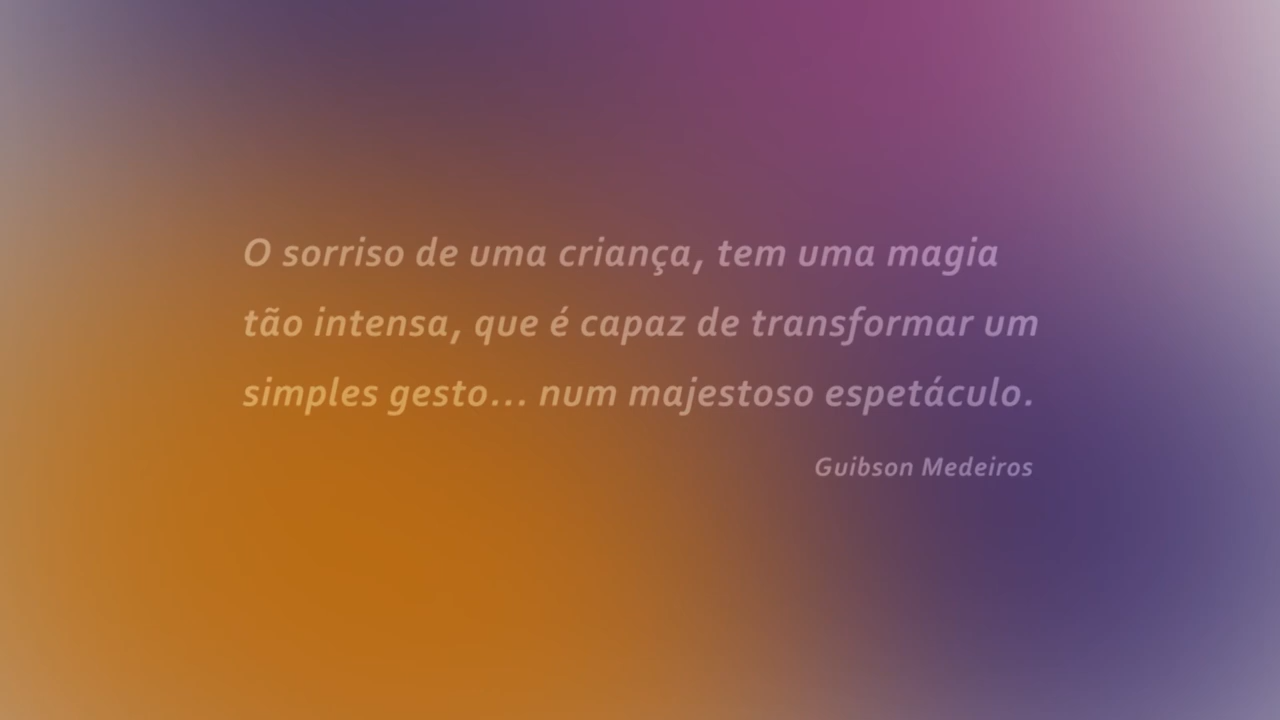 O sorriso de uma criança, tem uma magia
tão intensa, que é capaz de transformar um
simples gesto... num majestoso espetáculo.
Guibson Medeiros